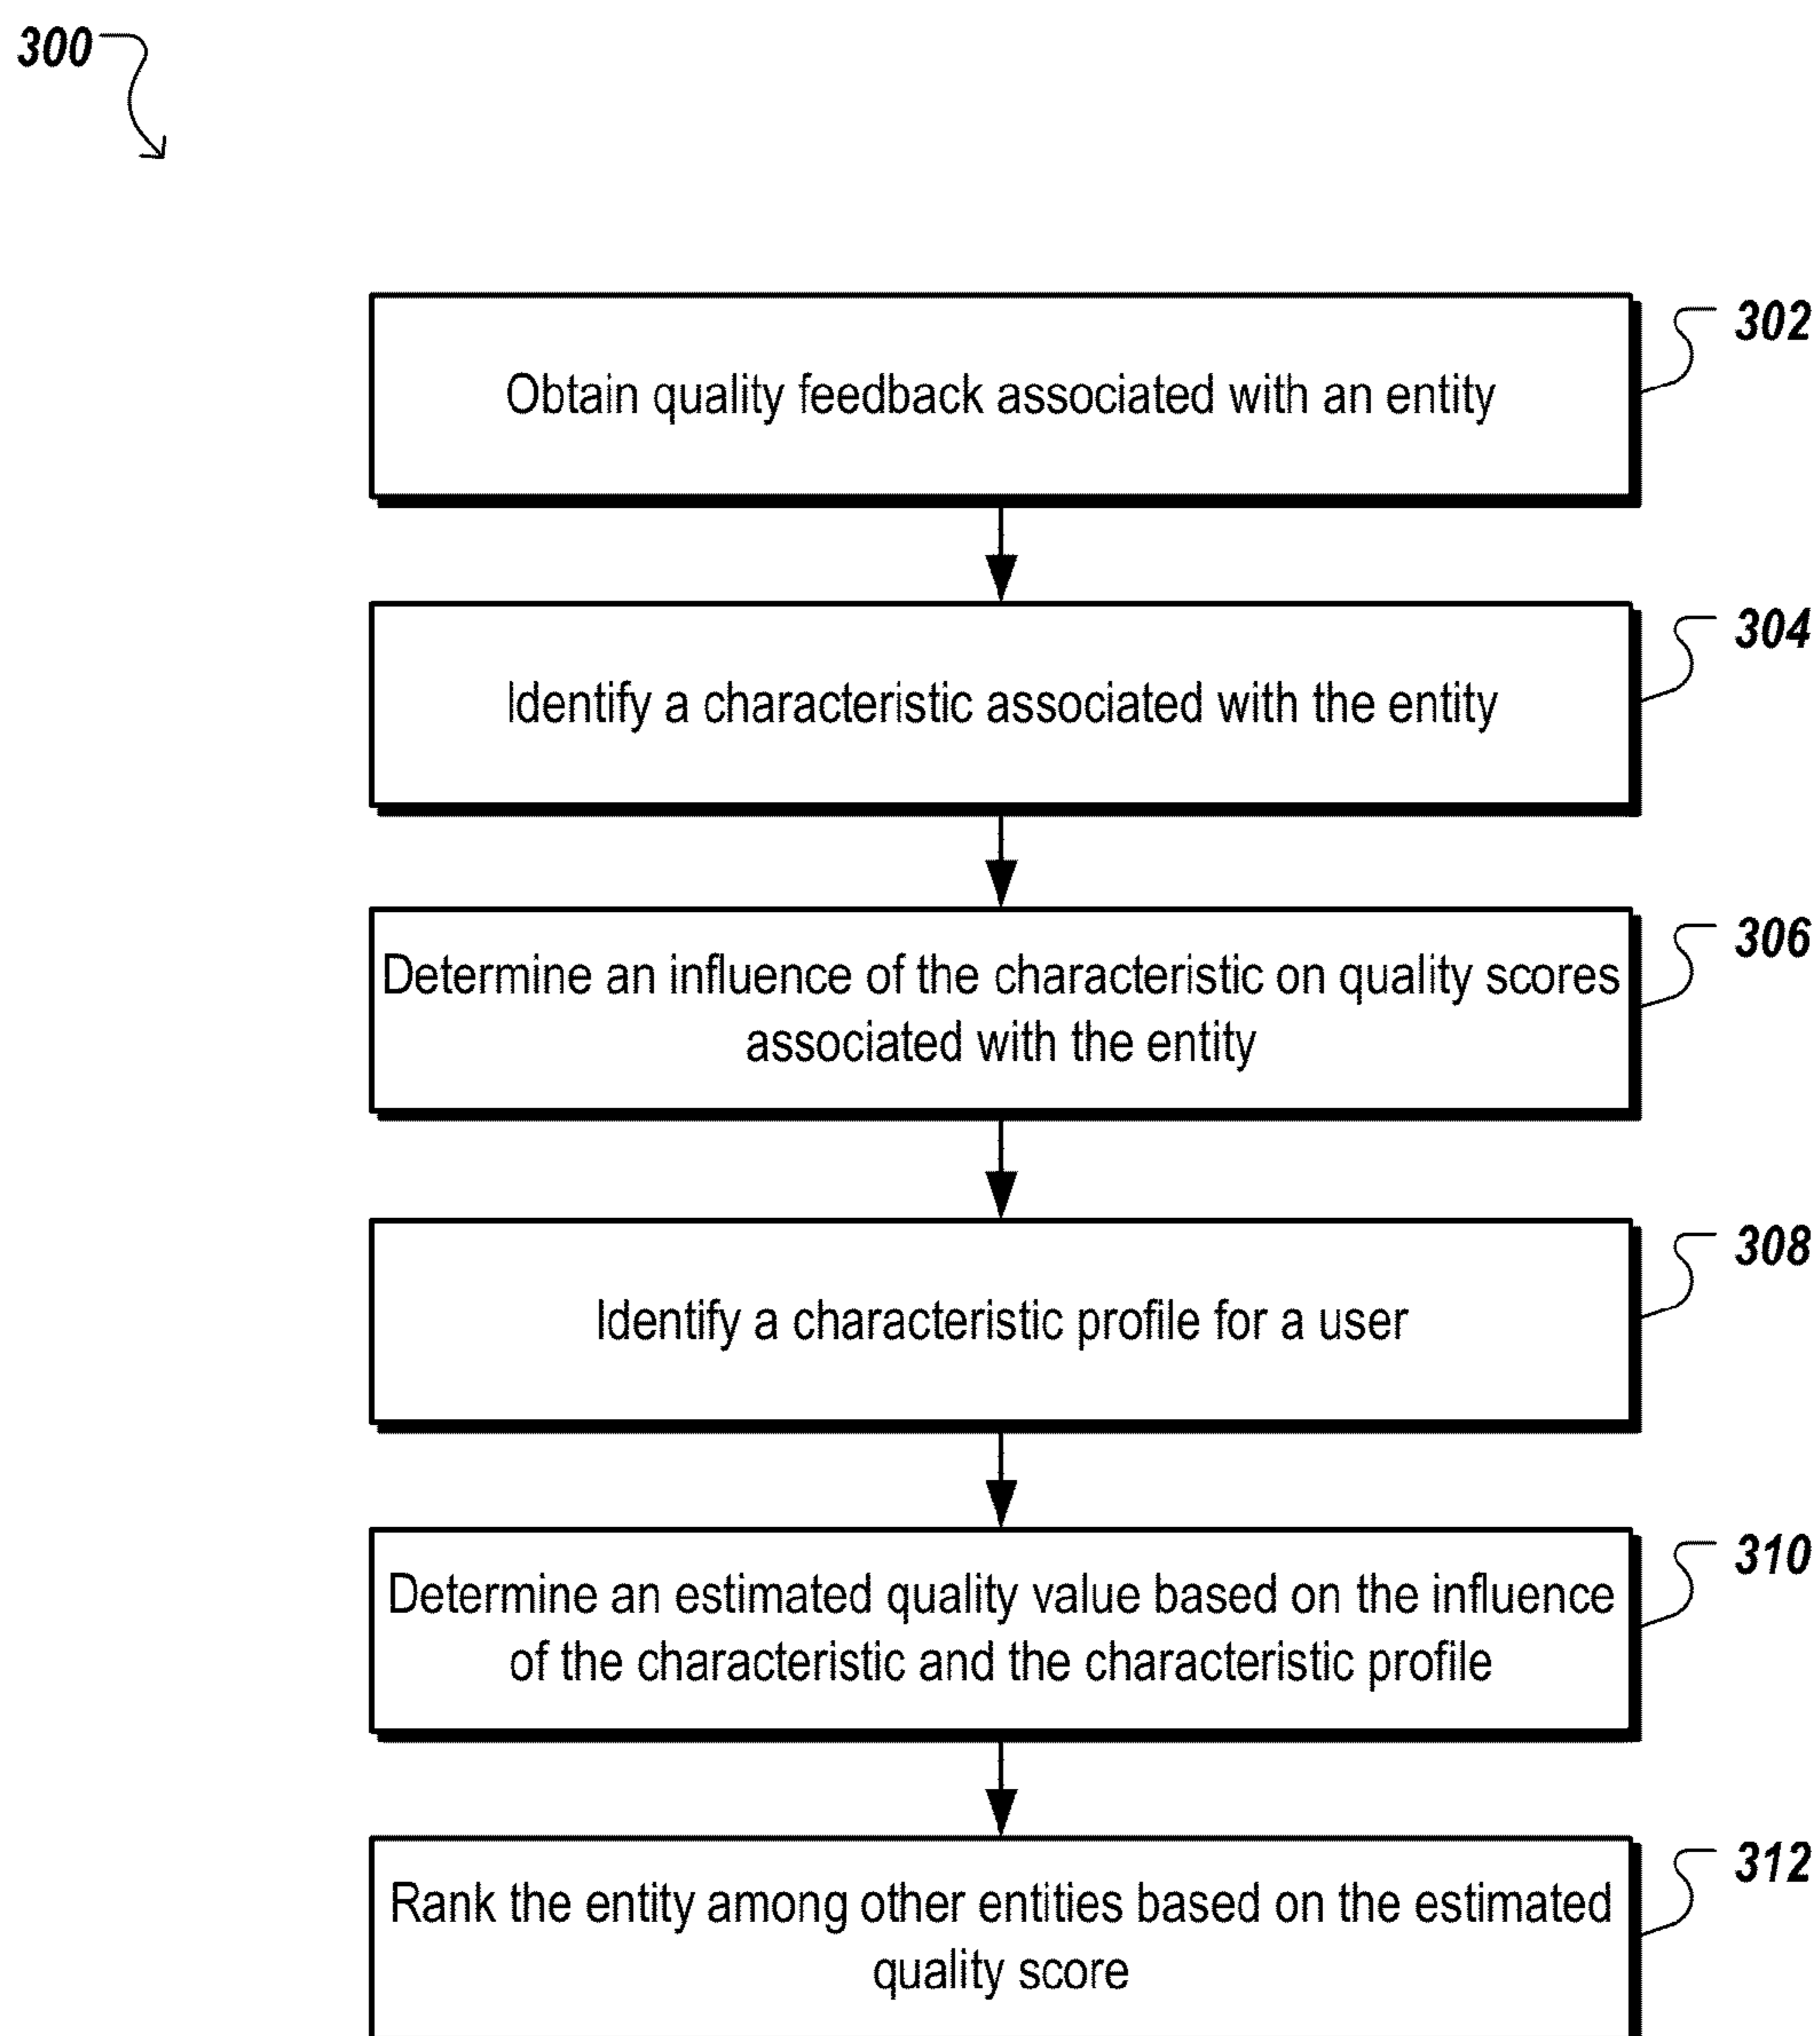 300
302
Obtain quality feedback associated with an entity
304
Identify a characteristic associated with the entity
306
Determine an influence of the characteristic on quality scores
associated with the entity
308
Identify a characteristic profile for a user
310
Determine an estimated quality value based on the influence
of the characteristic and the characteristic profile
312
Rank the entity among other entities based on the estimated
quality score